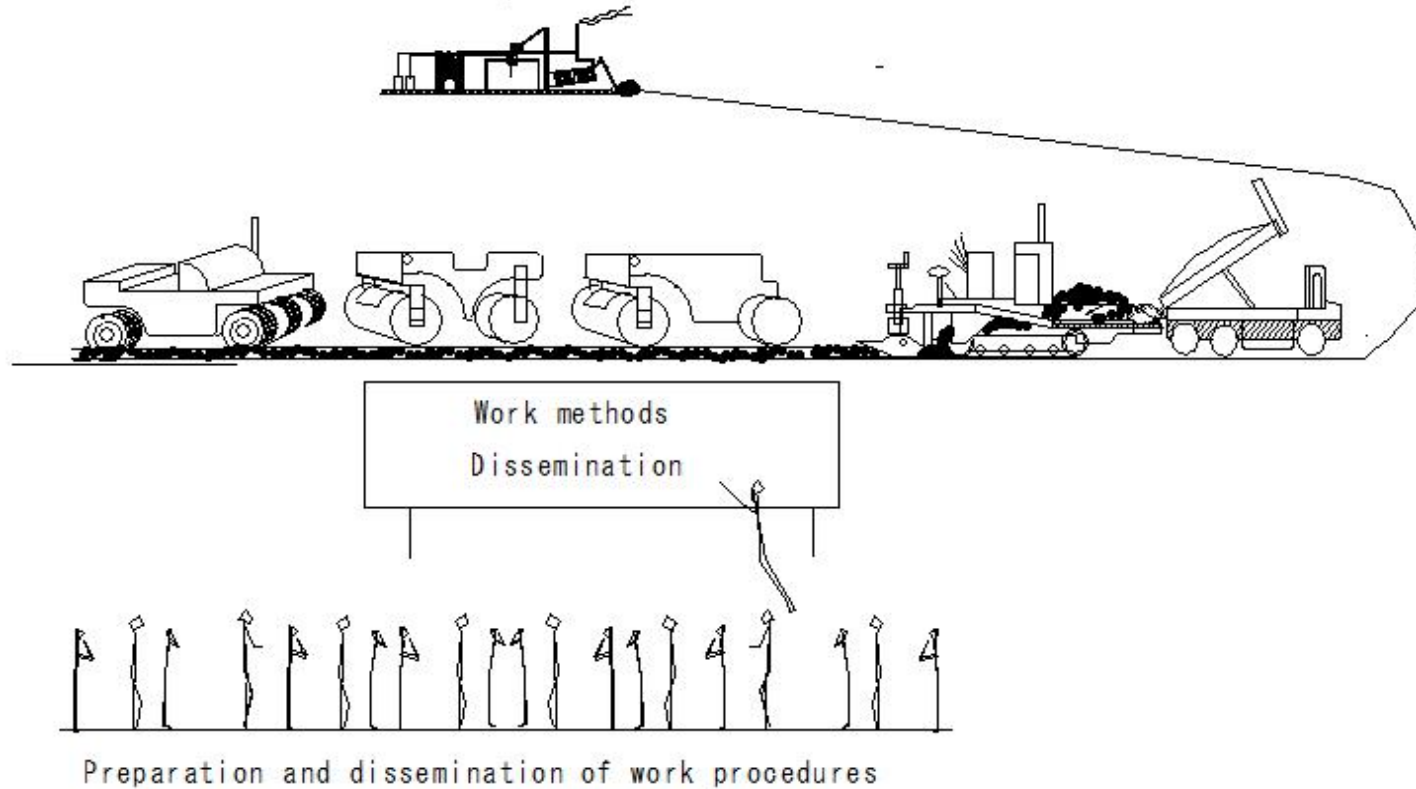 Work methods
Dissemination
Preparation and dissemination of work procedures